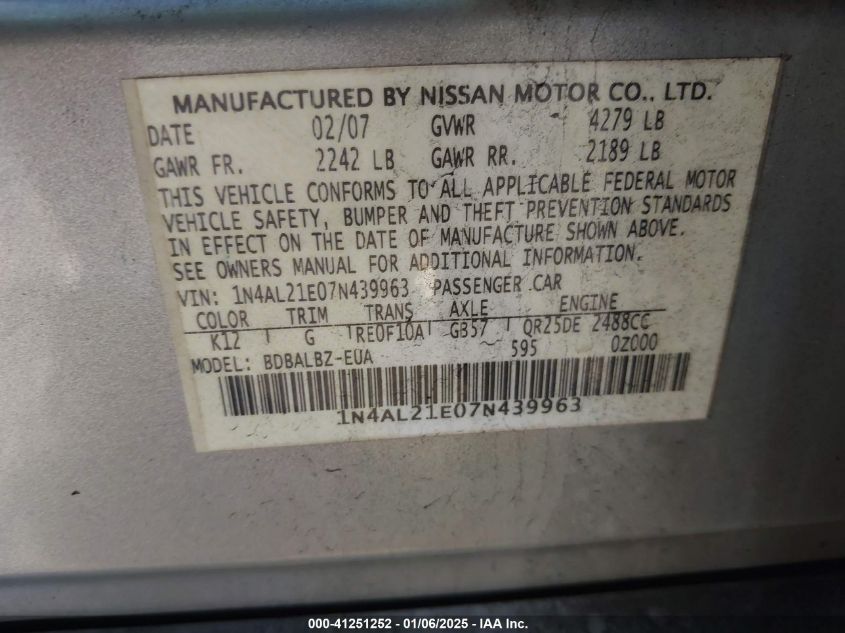 MANUFACTURED BY NISSAN MOTOR CO., LTD.
DATE 02/07 GVWR 4279 LB
GAWR FR. 2242 LB GAWR RR. 2189 LB
THIS VEHICLE CONFORMS TO ALL APPLICABLE FEDERAL MOTOR
VEHICLE SAFETY, BUMPER AND THEFT PREVENTION STANDARDS
IN EFFECT ON THE DATE OF MANUFACTURE SHOWN ABOVE.
SEE OWNERS MANUAL FOR ADDITIONAL INFORMATION.
VIN: 1N4AL21E07N439963 PASSENGER CAR
COLOR TRIM TRANS AXLE ENGINE
K12 G RE0F10A G357 QR25DE 2488CC
MODEL: BDBALBZ-EUA 595 0Z000
1N4AL21E07N439963
000-41251252 — 01/06/2025 — IAA Inc.